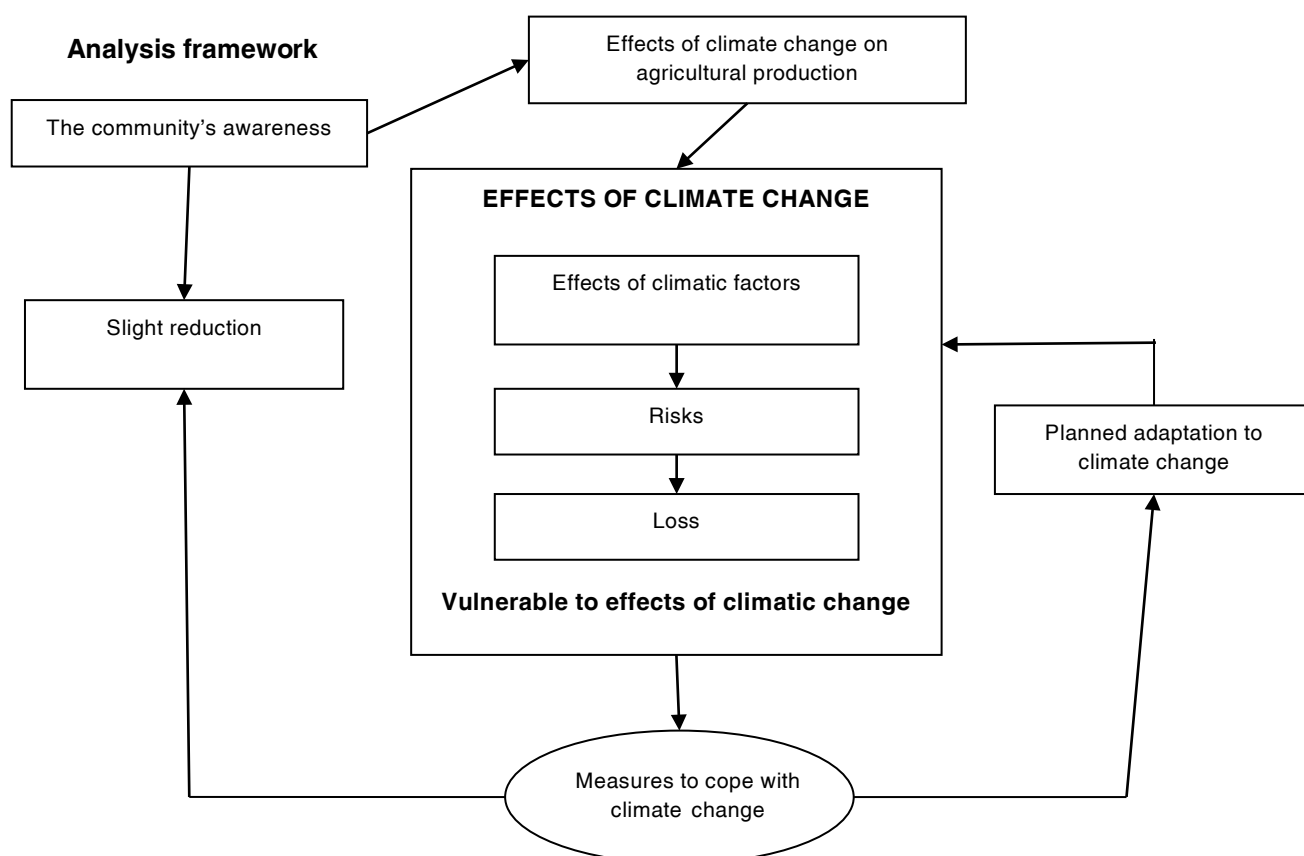 Analysis framework
Effects of climate change on
agricultural production
The community’s awareness
EFFECTS OF CLIMATE CHANGE
Effects of climatic factors
Slight reduction
Risks
Planned adaptation to
climate change
Loss
Vulnerable to effects of climatic change
Measures to cope with
climate change